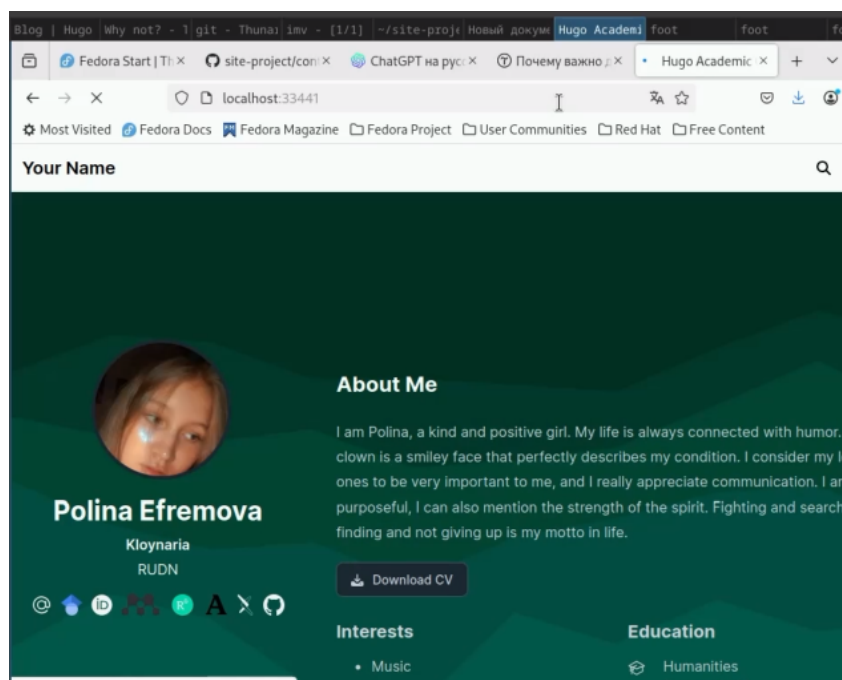 Blog | Hugo Why not? - T git - Thunar imv - [1/1] ~/site-proje Новый докуме Hugo Academi foot foot fo
Fedora Start | Th site-project/con ChatGPT на русс Почему важно д Hugo Academic
localhost:33441
Most Visited Fedora Docs Fedora Magazine Fedora Project User Communities Red Hat Free Content
Your Name
About Me
I am Polina, a kind and positive girl. My life is always connected with humor.
clown is a smiley face that perfectly describes my condition. I consider my l
ones to be very important to me, and I really appreciate communication. I ar
purposeful, I can also mention the strength of the spirit. Fighting and search
finding and not giving up is my motto in life.
Polina Efremova
Kloynaria
RUDN
Download CV
Interests Education
• Music Humanities